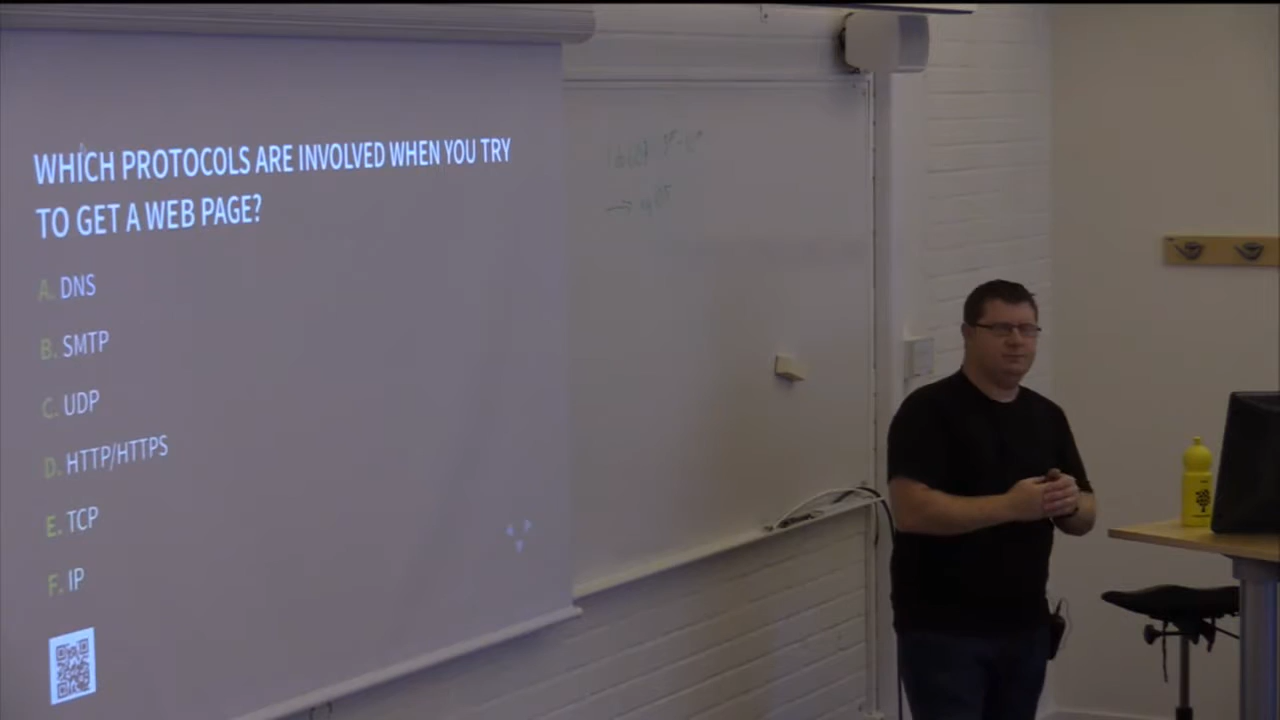 WHICH PROTOCOLS ARE INVOLVED WHEN YOU TRY
TO GET A WEB PAGE?
A. DNS
B. SMTP
C. UDP
D. HTTP/HTTPS
E. TCP
F. IP